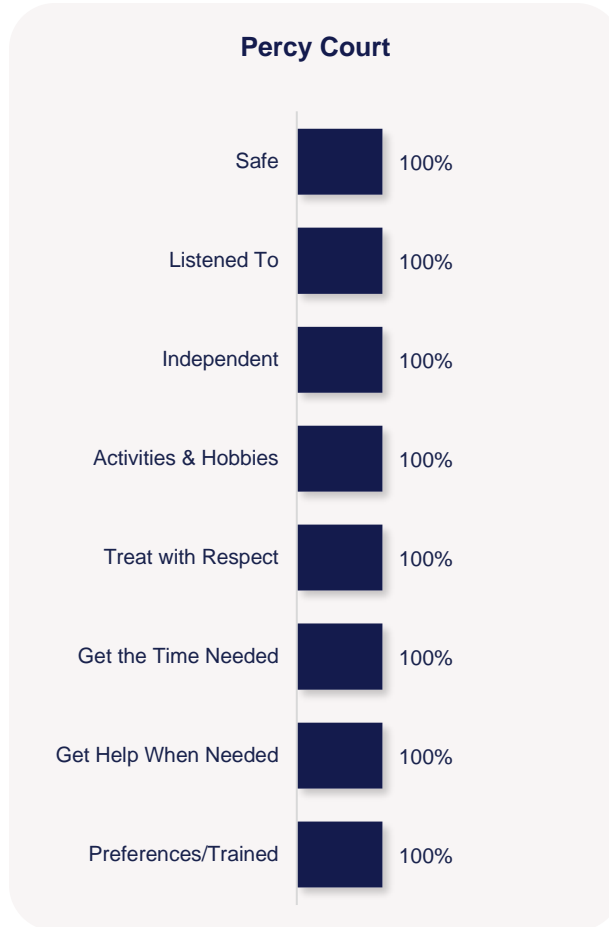 Percy Court
Safe 100%
Listened To 100%
Independent 100%
Activities & Hobbies 100%
Treat with Respect 100%
Get the Time Needed 100%
Get Help When Needed 100%
Preferences/Trained 100%